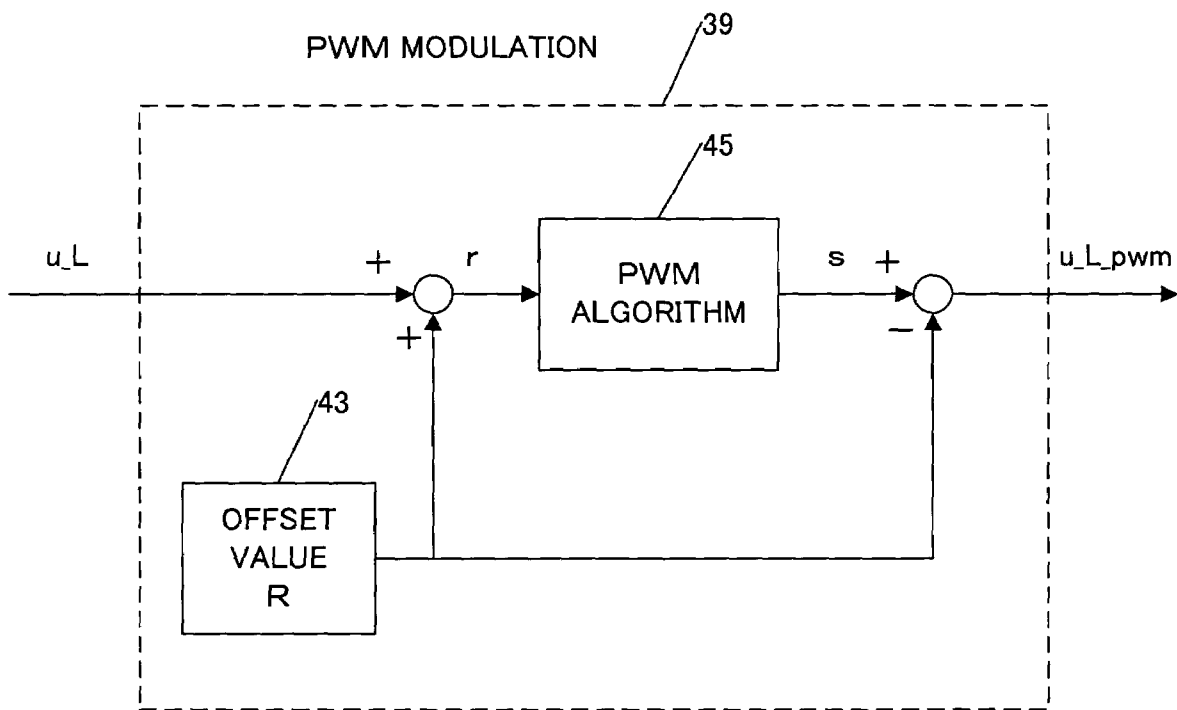 39
PWM MODULATION
45
u_L
+
r
PWM
ALGORITHM
s
+
u_L_pwm
+
−
43
OFFSET
VALUE
R